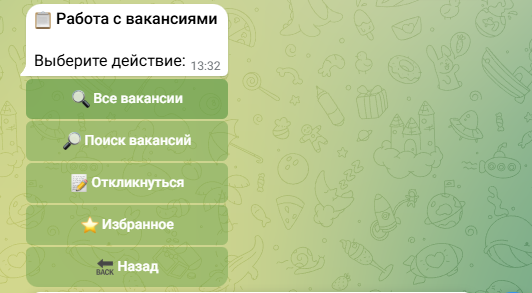 📋 Работа с вакансиями
Выберите действие: 13:32
🔍 Все вакансии
🔎 Поиск вакансий
📝 Откликнуться
⭐ Избранное
🔙 Назад